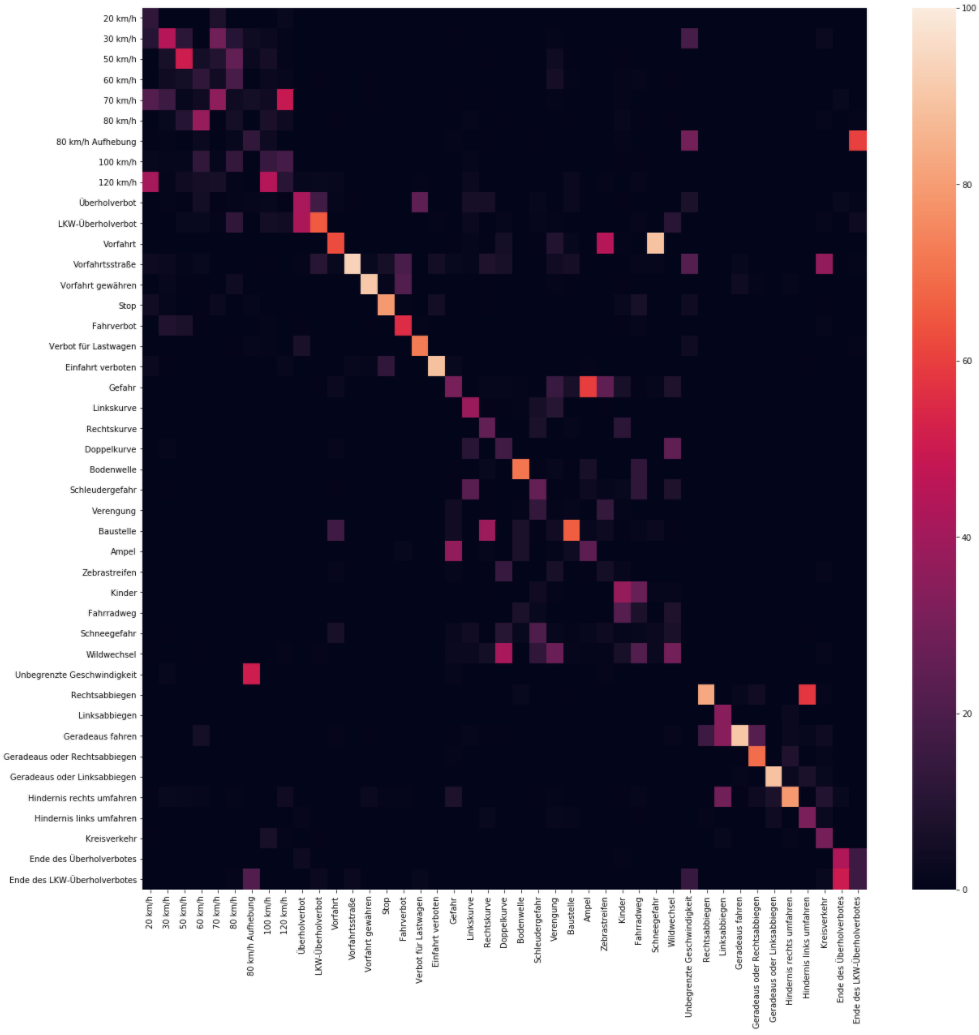 20 km/h
30 km/h
50 km/h
60 km/h
70 km/h
80 km/h
80 km/h Aufhebung
100 km/h
120 km/h
Überholverbot
LKW-Überholverbot
Vorfahrt
Vorfahrtsstraße
Vorfahrt gewähren
Stop
Fahrverbot
Verbot für Lastwagen
Einfahrt verboten
Gefahr
Linkskurve
Rechtskurve
Doppelkurve
Bodenwelle
Schleudergefahr
Verengung
Baustelle
Ampel
Zebrastreifen
Kinder
Fahrradweg
Schneegefahr
Wildwechsel
Unbegrenzte Geschwindigkeit
Rechtsabbiegen
Linksabbiegen
Geradeaus fahren
Geradeaus oder Rechtsabbiegen
Geradeaus oder Linksabbiegen
Hindernis rechts umfahren
Hindernis links umfahren
Kreisverkehr
Ende des Überholverbotes
Ende des LKW-Überholverbotes
20 km/h
30 km/h
50 km/h
60 km/h
70 km/h
80 km/h
80 km/h Aufhebung
100 km/h
120 km/h
Überholverbot
LKW-Überholverbot
Vorfahrt
Vorfahrtsstraße
Vorfahrt gewähren
Stop
Fahrverbot
Verbot für Lastwagen
Einfahrt verboten
Gefahr
Linkskurve
Rechtskurve
Doppelkurve
Bodenwelle
Schleudergefahr
Verengung
Baustelle
Ampel
Zebrastreifen
Kinder
Fahrradweg
Schneegefahr
Wildwechsel
Unbegrenzte Geschwindigkeit
Rechtsabbiegen
Linksabbiegen
Geradeaus fahren
Geradeaus oder Rechtsabbiegen
Geradeaus oder Linksabbiegen
Hindernis rechts umfahren
Hindernis links umfahren
Kreisverkehr
Ende des Überholverbotes
Ende des LKW-Überholverbotes
100
80
60
40
20
0